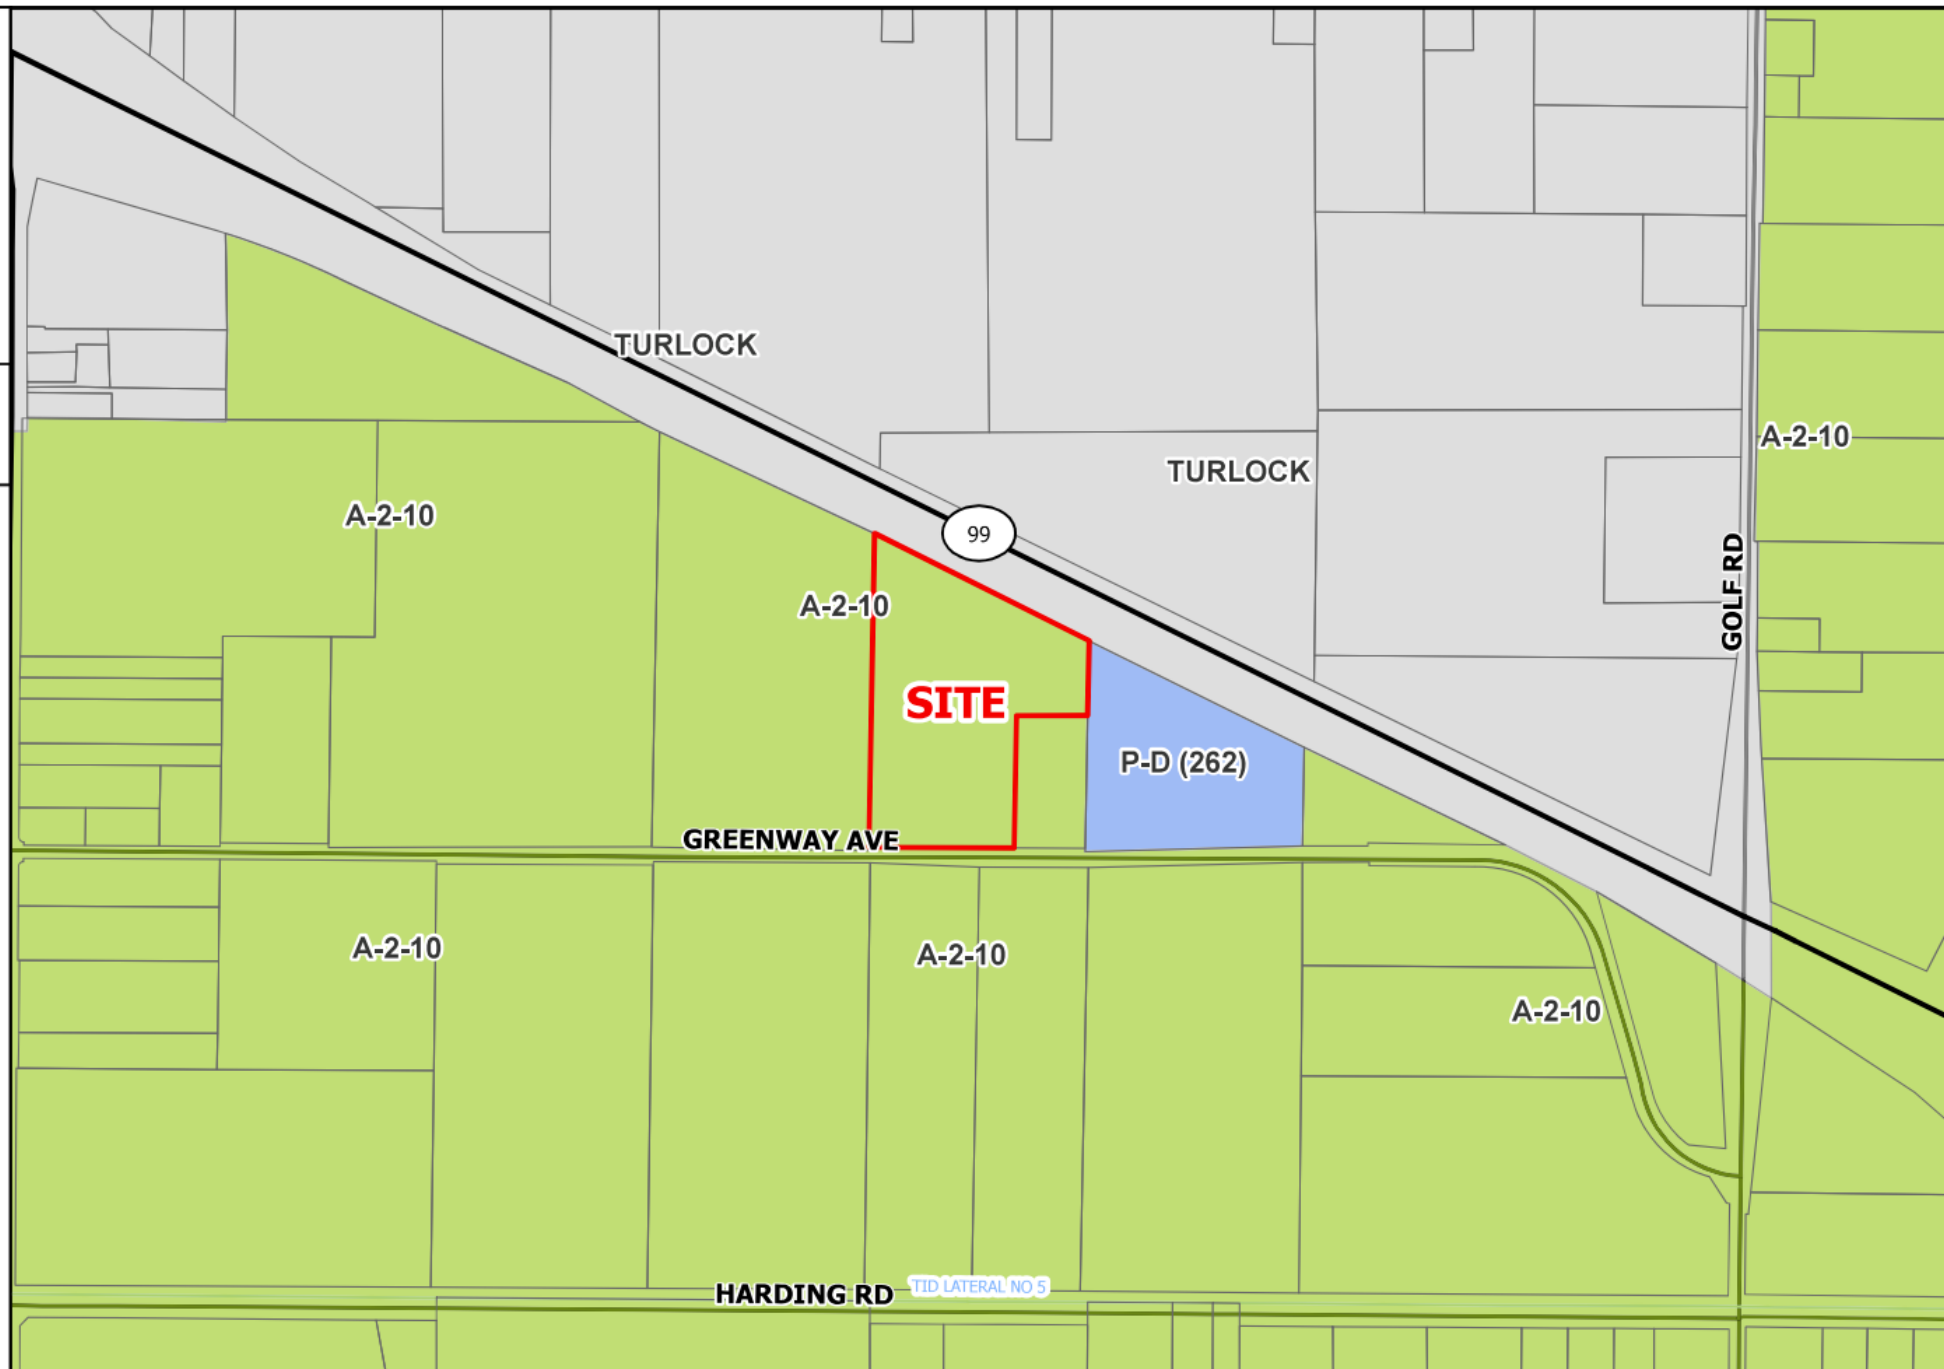 TURLOCK
A-2-10
TURLOCK
A-2-10
99
GOLF RD
A-2-10
SITE
P-D (262)
GREENWAY AVE
A-2-10
A-2-10
A-2-10
HARDING RD
TID LATERAL NO 5